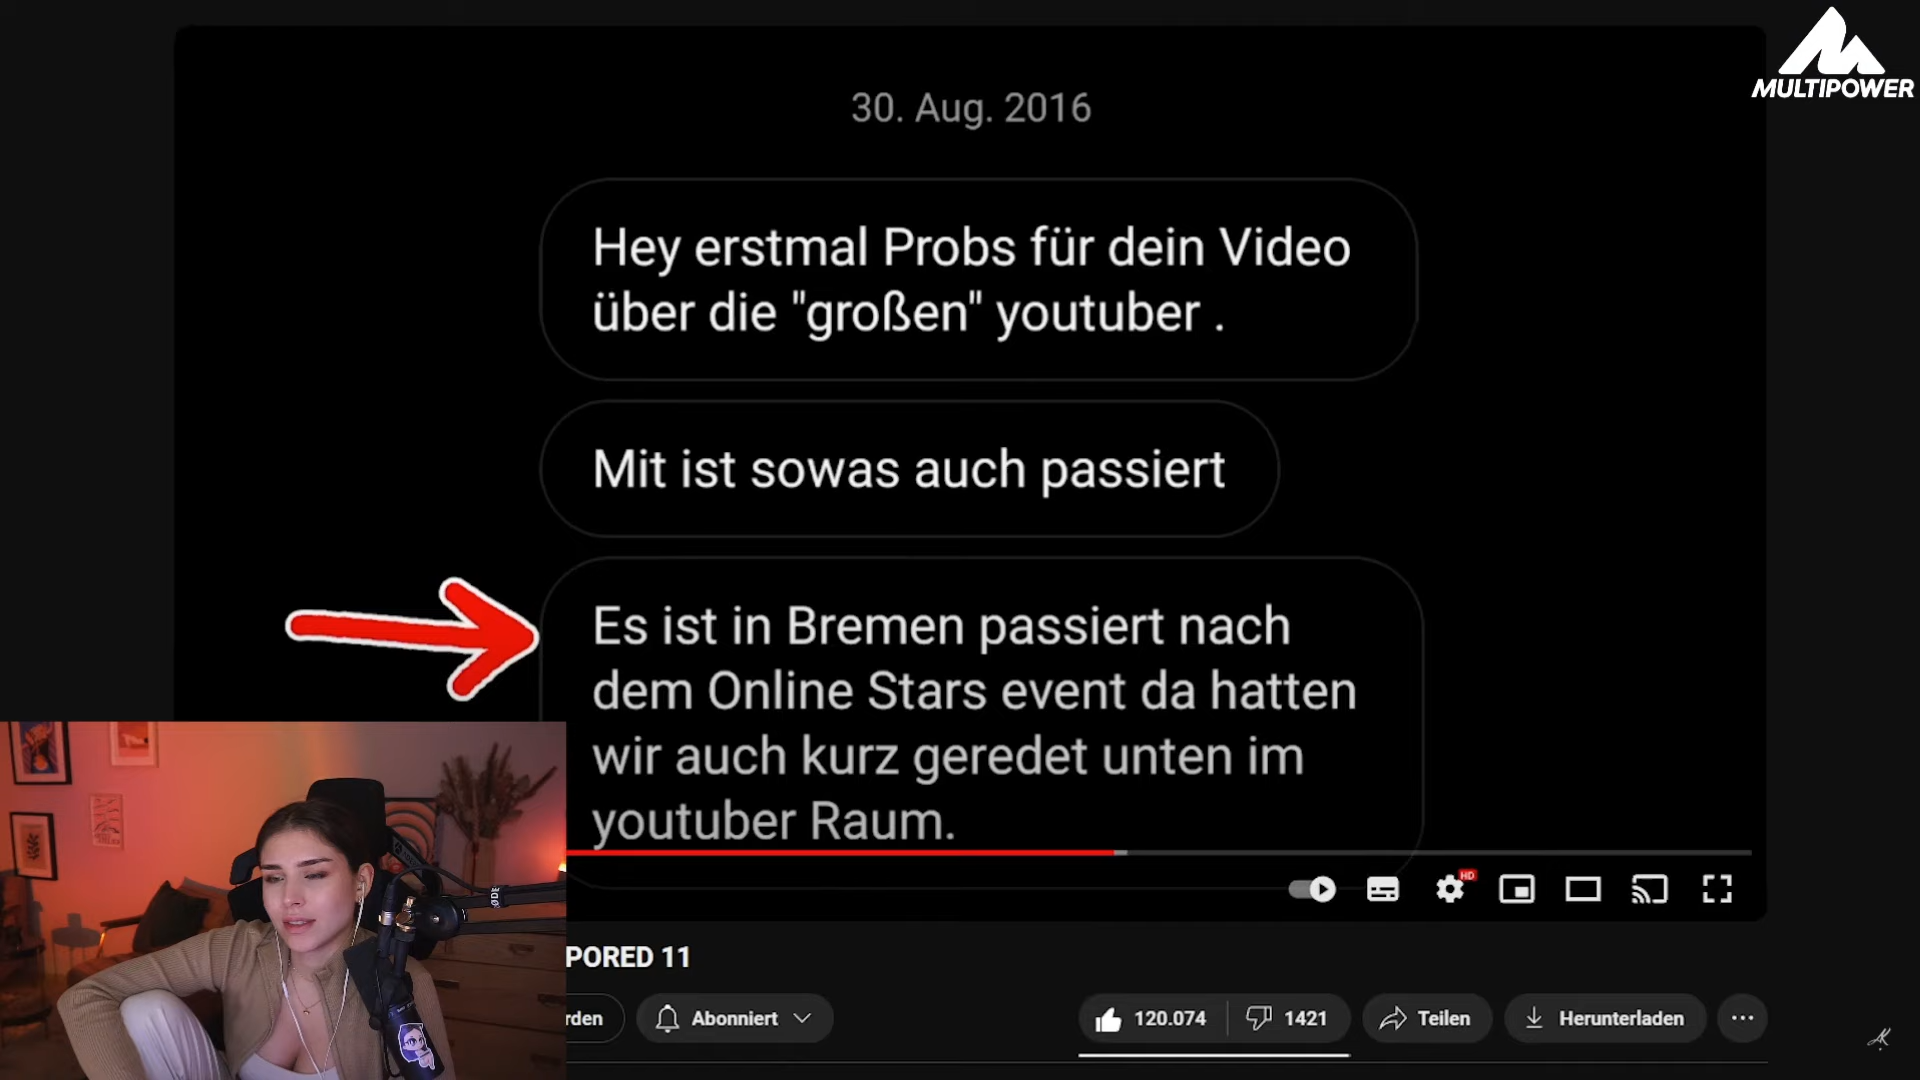 MULTIPOWER
30. Aug. 2016
Hey erstmal Probs für dein Video
über die "großen" youtuber .
Mit ist sowas auch passiert
Es ist in Bremen passiert nach
dem Online Stars event da hatten
wir auch kurz geredet unten im
youtuber Raum.
HD
RØDE
PORED 11
rden
Abonniert
120.074
1421
Teilen
Herunterladen